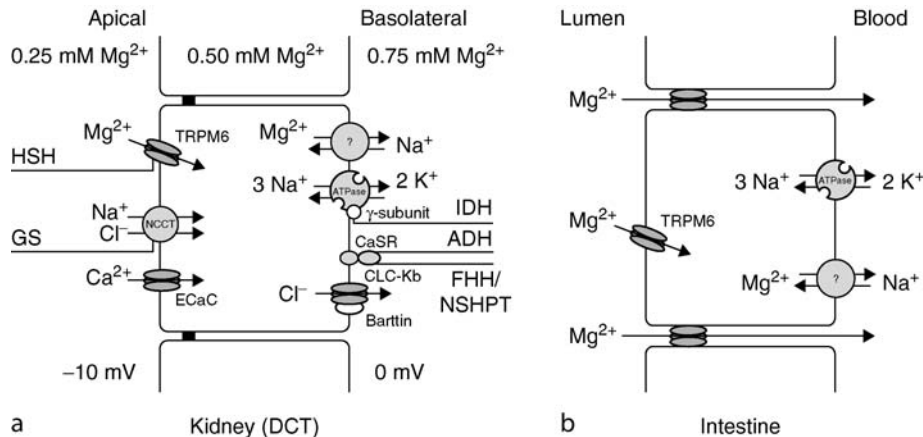 Apical Basolateral
0.25 mM Mg²⁺ 0.50 mM Mg²⁺ 0.75 mM Mg²⁺
Mg²⁺ TRPM6
HSH
Na⁺
Cl⁻ NCCT
GS
Ca²⁺
ECaC
Mg²⁺ ? Na⁺
3 Na⁺ ATPase 2 K⁺
γ-subunit IDH
CaSR ADH
CLC-Kb FHH/
NSHPT
Cl⁻
Barttin
–10 mV 0 mV
a Kidney (DCT)
Lumen Blood
Mg²⁺
3 Na⁺ ATPase 2 K⁺
Mg²⁺ TRPM6
Mg²⁺ ? Na⁺
Mg²⁺
b Intestine